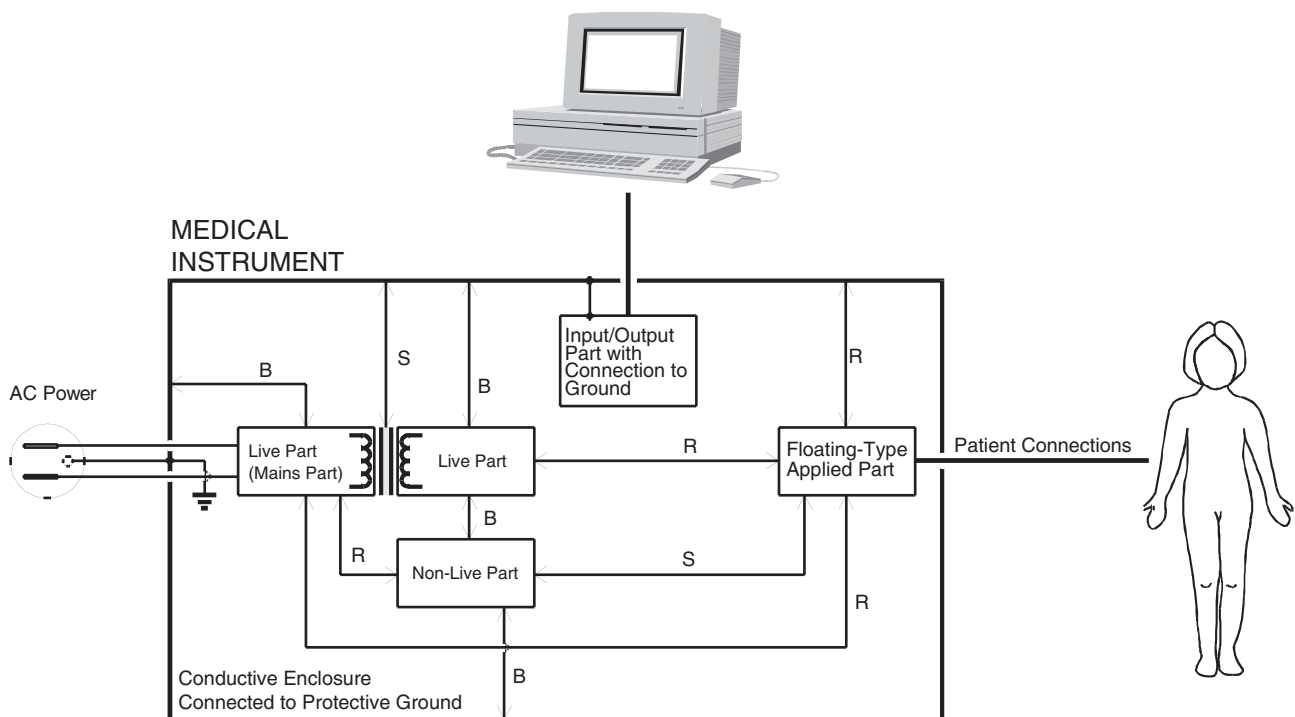 MEDICAL
INSTRUMENT
Input/Output
Part with
Connection to
Ground
R
S
B
B
AC Power
Live Part
(Mains Part)
Live Part
R
Floating-Type
Applied Part
Patient Connections
B
R
Non-Live Part
S
R
B
Conductive Enclosure
Connected to Protective Ground